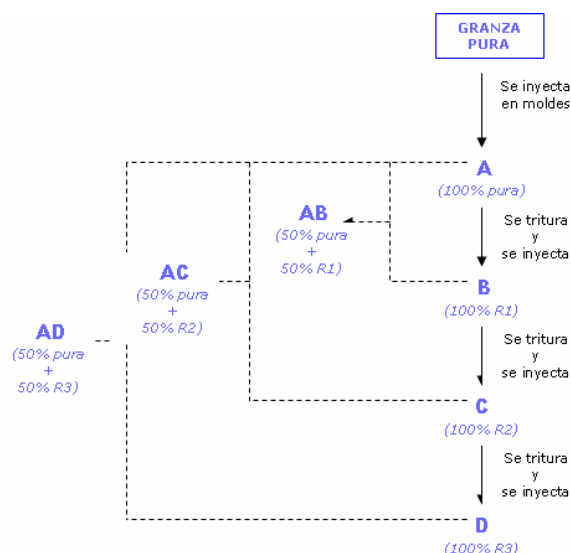 GRANZA
PURA
Se inyecta
en moldes
A
(100% pura)
Se tritura
y
se inyecta
AB
(50% pura
+
50% R1)
B
(100% R1)
AC
(50% pura
+
50% R2)
Se tritura
y
se inyecta
AD
(50% pura
+
50% R3)
C
(100% R2)
Se tritura
y
se inyecta
D
(100% R3)